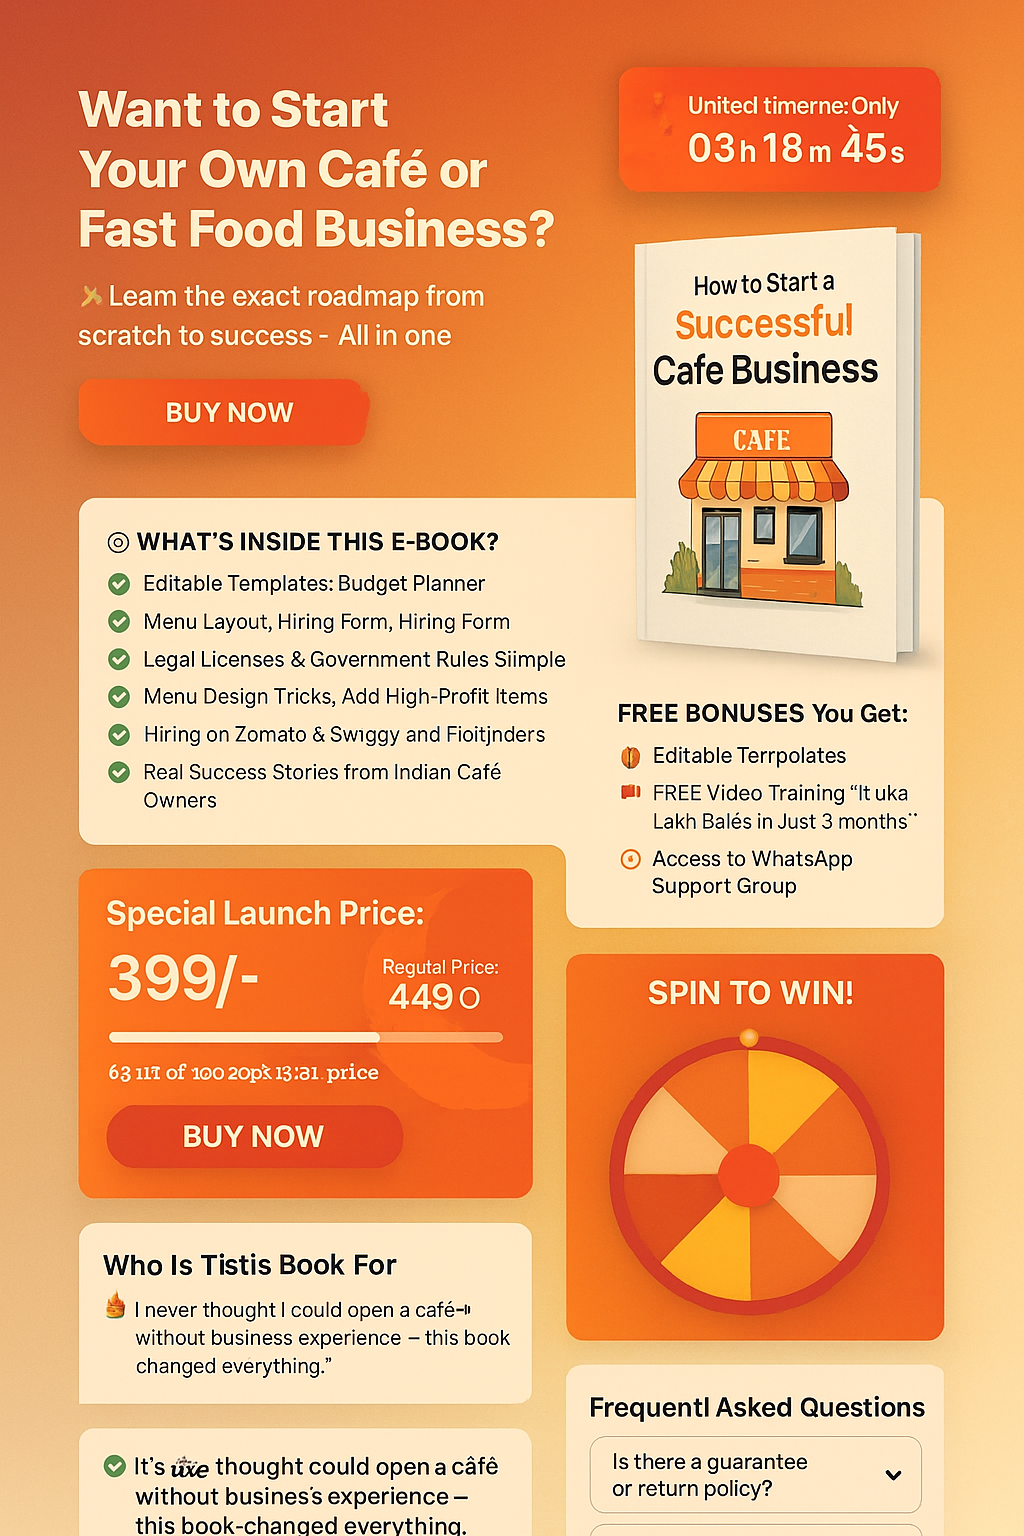 Want to Start
Your Own Café or
Fast Food Business?
Leam the exact roadmap from
scratch to success - All in one
BUY NOW
Unitecl timerne: Only
03h 18m 45s
How to Start a
Successful
Cafe Business
CAFE
WHAT'S INSIDE THIS E-BOOK?
Editable Templates: Budget Planner
Menu Layout, Hiring Form, Hiring Form
Legal Licenses & Government Rules Siimple
Menu Design Tricks, Add High-Profit Items
Hiring on Zomato & Swıggy and Fioitjnders
Real Success Stories from Indian Café
Owners
FREE BONUSES You Get:
Editable Terrpolates
FREE Video Training “It uka
Lakh Balés in Just 3 months¨
Access to WhatsApp
Support Group
Special Launch Price:
399/-
Regutal Price:
449 O
63 of 100 price
BUY NOW
SPIN TO WIN!
Who Is Tistis Book For
I never thought I could open a café
without business experience – this book
changed everything.”
It's thought could open a câfê
without business experience –
this book-changed everything.
Frequentl Asked Questions
Is there a guarantee
or return policy?